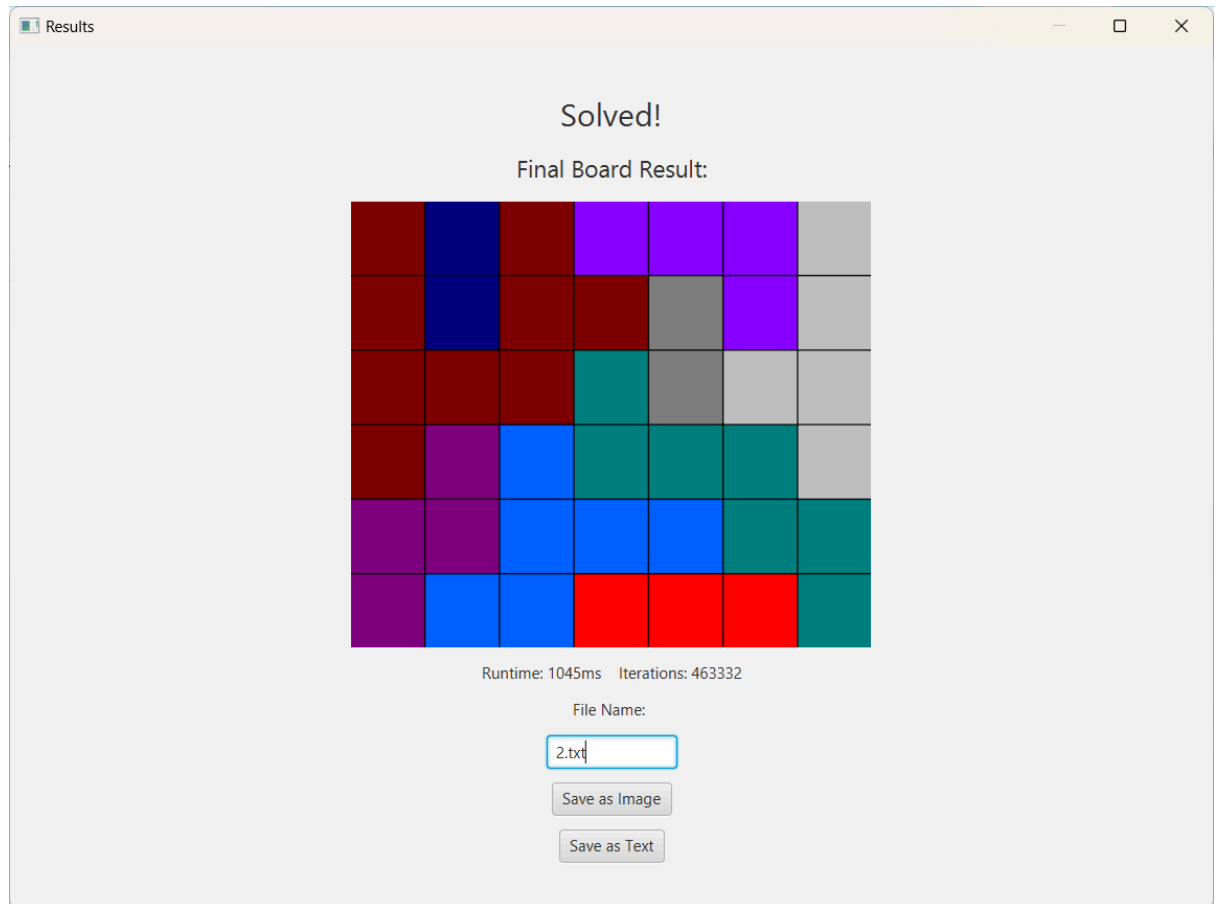 Results
Solved!
Final Board Result:
Runtime: 1045ms Iterations: 463332
File Name:
2.txt
Save as Image
Save as Text